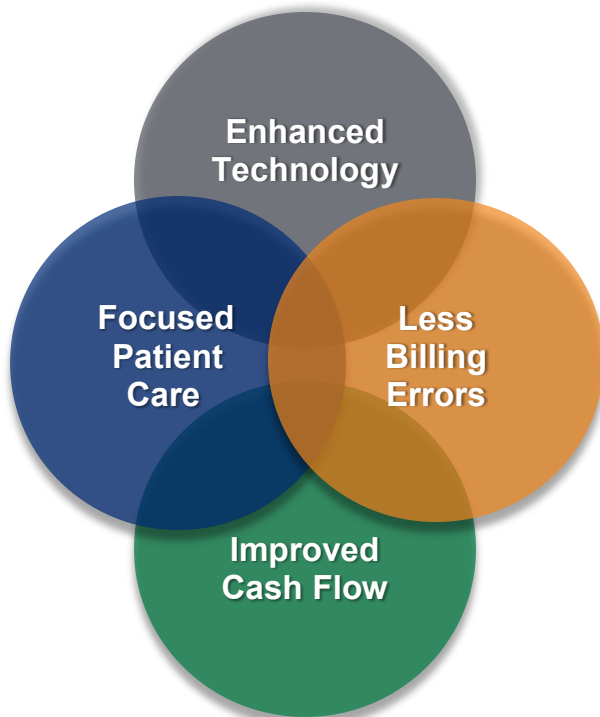 Enhanced
Technology
Focused
Patient
Care
Less
Billing
Errors
Improved
Cash Flow